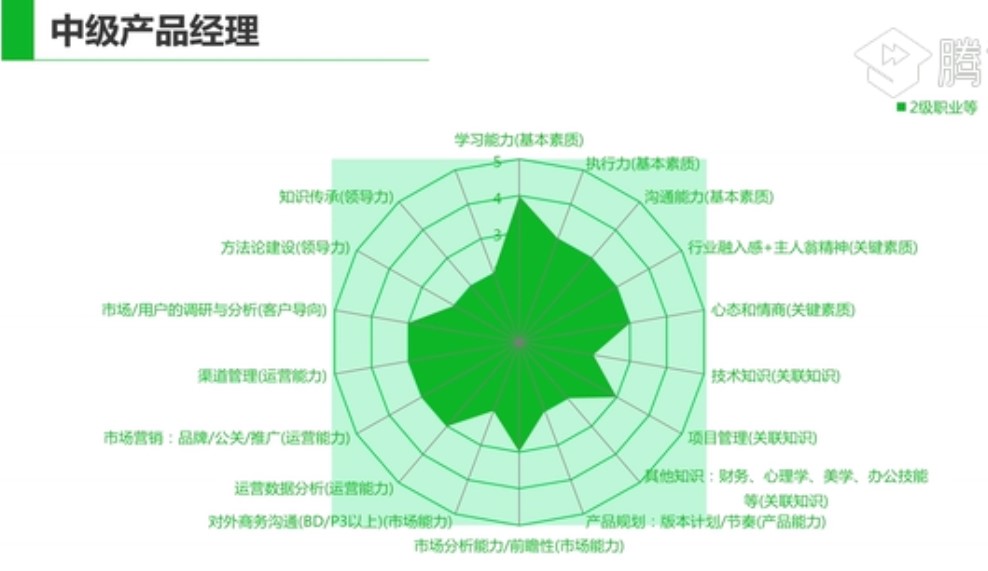 中级产品经理
腾
2级职业等
学习能力(基本素质)
5
执行力(基本素质)
知识传承(领导力)
4
沟通能力(基本素质)
3
方法论建设(领导力)
行业融入感+主人翁精神(关键素质)
市场/用户的调研与分析(客户导向)
心态和情商(关键素质)
渠道管理(运营能力)
技术知识(关联知识)
市场营销：品牌/公关/推广(运营能力)
项目管理(关联知识)
其他知识：财务、心理学、美学、办公技能
运营数据分析(运营能力)
等(关联知识)
对外商务沟通(BD/P3以上)(市场能力)
产品规划：版本计划/节奏(产品能力)
市场分析能力/前瞻性(市场能力)